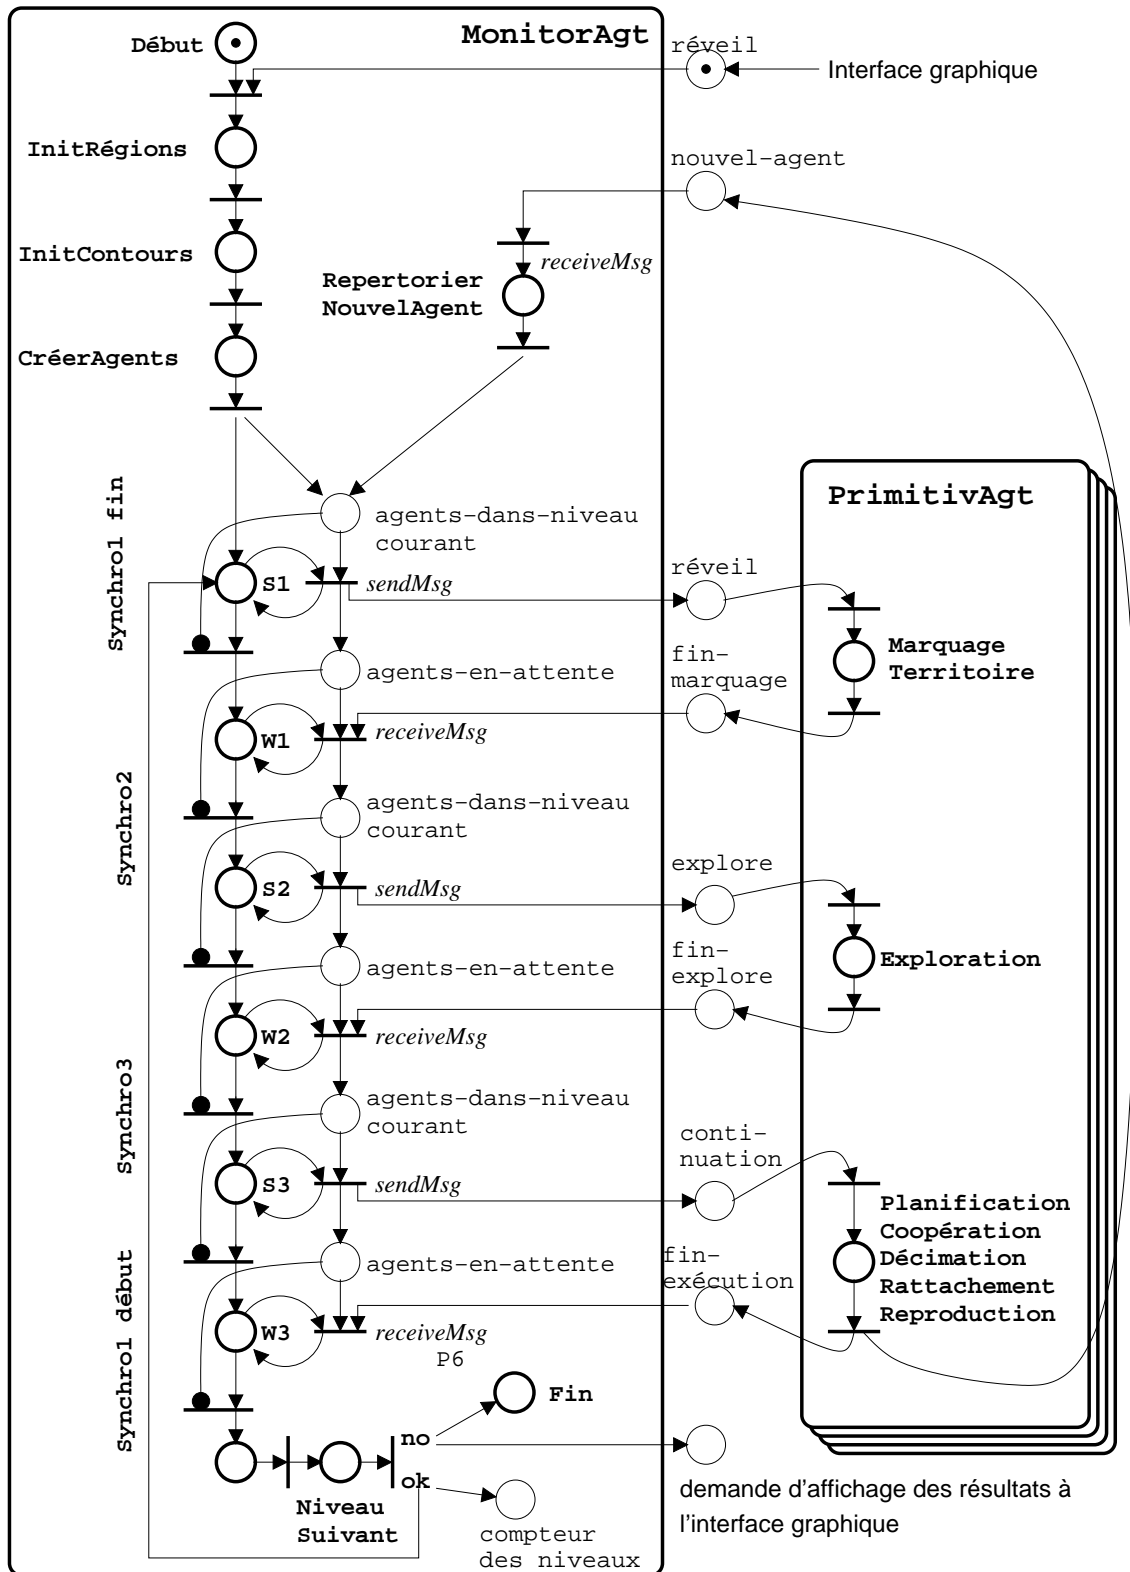 MonitorAgt
Début
réveil
Interface graphique
InitRégions
nouvel-agent
InitContours
receiveMsg
Repertorier
NouvelAgent
CréerAgents
Synchro1 fin
agents-dans-niveau
courant
PrimitivAgt
S1
sendMsg
réveil
Marquage
Territoire
agents-en-attente
fin-
marquage
W1
receiveMsg
Synchro2
agents-dans-niveau
courant
explore
S2
sendMsg
agents-en-attente
fin-
explore
Exploration
W2
receiveMsg
Synchro3
agents-dans-niveau
courant
conti-
nuation
S3
sendMsg
Planification
Coopération
Décimation
Rattachement
Reproduction
Synchro1 début
agents-en-attente
fin-
exécution
W3
receiveMsg
P6
Fin
no
ok
Niveau
Suivant
compteur
des niveaux
demande d'affichage des résultats à
l'interface graphique